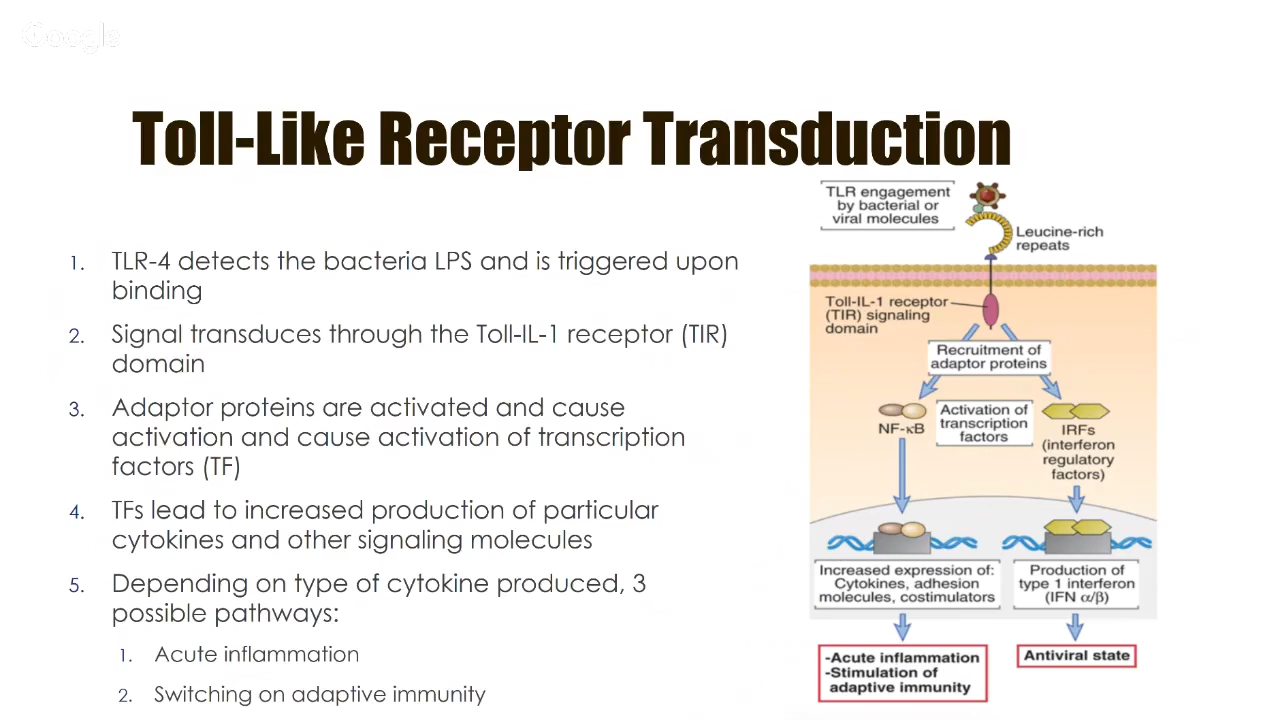 Google
Toll-Like Receptor Transduction
1. TLR-4 detects the bacteria LPS and is triggered upon
binding
2. Signal transduces through the Toll-IL-1 receptor (TIR)
domain
3. Adaptor proteins are activated and cause
activation and cause activation of transcription
factors (TF)
4. TFs lead to increased production of particular
cytokines and other signaling molecules
5. Depending on type of cytokine produced, 3
possible pathways:
1. Acute inflammation
2. Switching on adaptive immunity
TLR engagement
by bacterial or
viral molecules
Leucine-rich
repeats
Toll-IL-1 receptor
(TIR) signaling
domain
Recruitment of
adaptor proteins
NF-κB
Activation of
transcription
factors
IRFs
(interferon
regulatory
factors)
Increased expression of:
Cytokines, adhesion
molecules, costimulators
Production of
type 1 interferon
(IFN α/β)
-Acute inflammation
-Stimulation of
adaptive immunity
Antiviral state